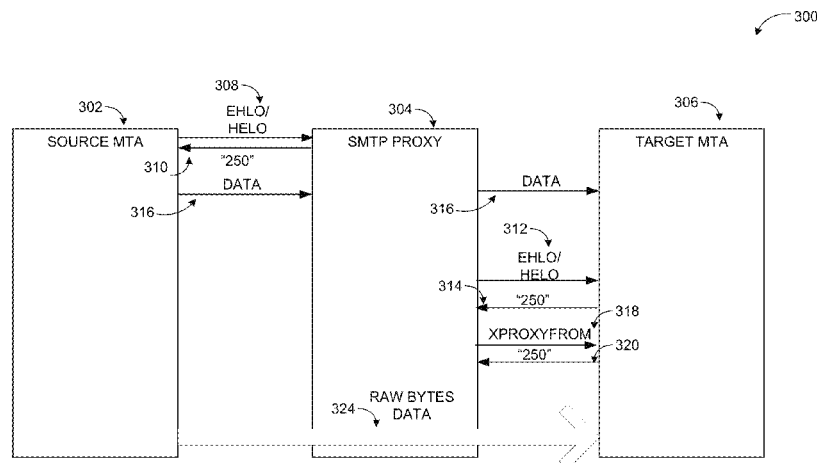 300
302
308
304
306
SOURCE MTA
EHLO/
HELO
SMTP PROXY
TARGET MTA
310
"250"
DATA
316
DATA
316
312
EHLO/
HELO
314
"250"
318
XPROXYFROM
320
"250"
324
RAW BYTES
DATA